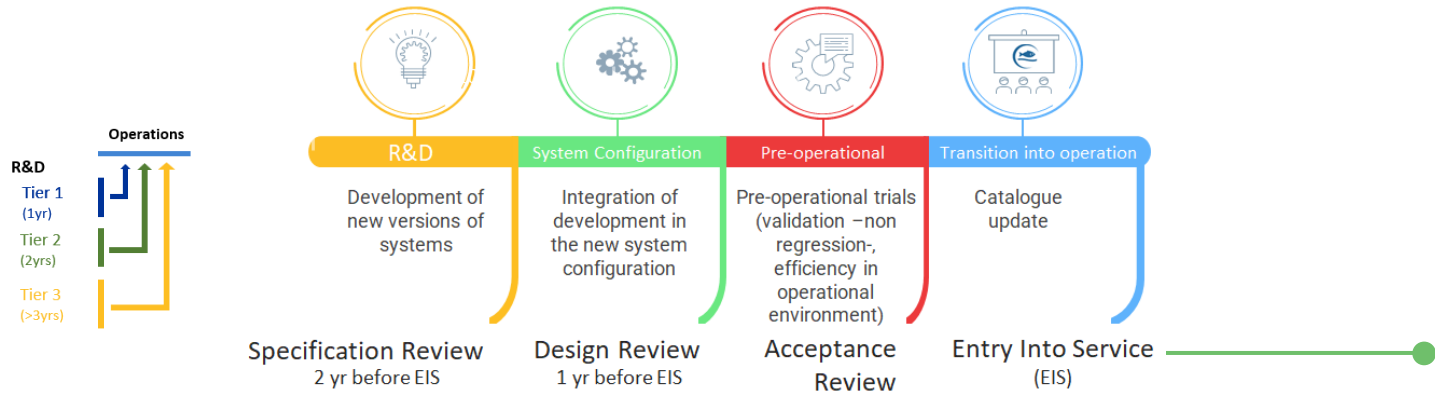 Operations
R&D
Tier 1
(1yr)
Tier 2
(2yrs)
Tier 3
(>3yrs)
R&D
Development of
new versions of
systems
Specification Review
2 yr before EIS
System Configuration
Integration of
development in
the new system
configuration
Design Review
1 yr before EIS
Pre-operational
Pre-operational trials
(validation –non
regression-,
efficiency in
operational
environment)
Acceptance
Review
Transition into operation
Catalogue
update
Entry Into Service
(EIS)